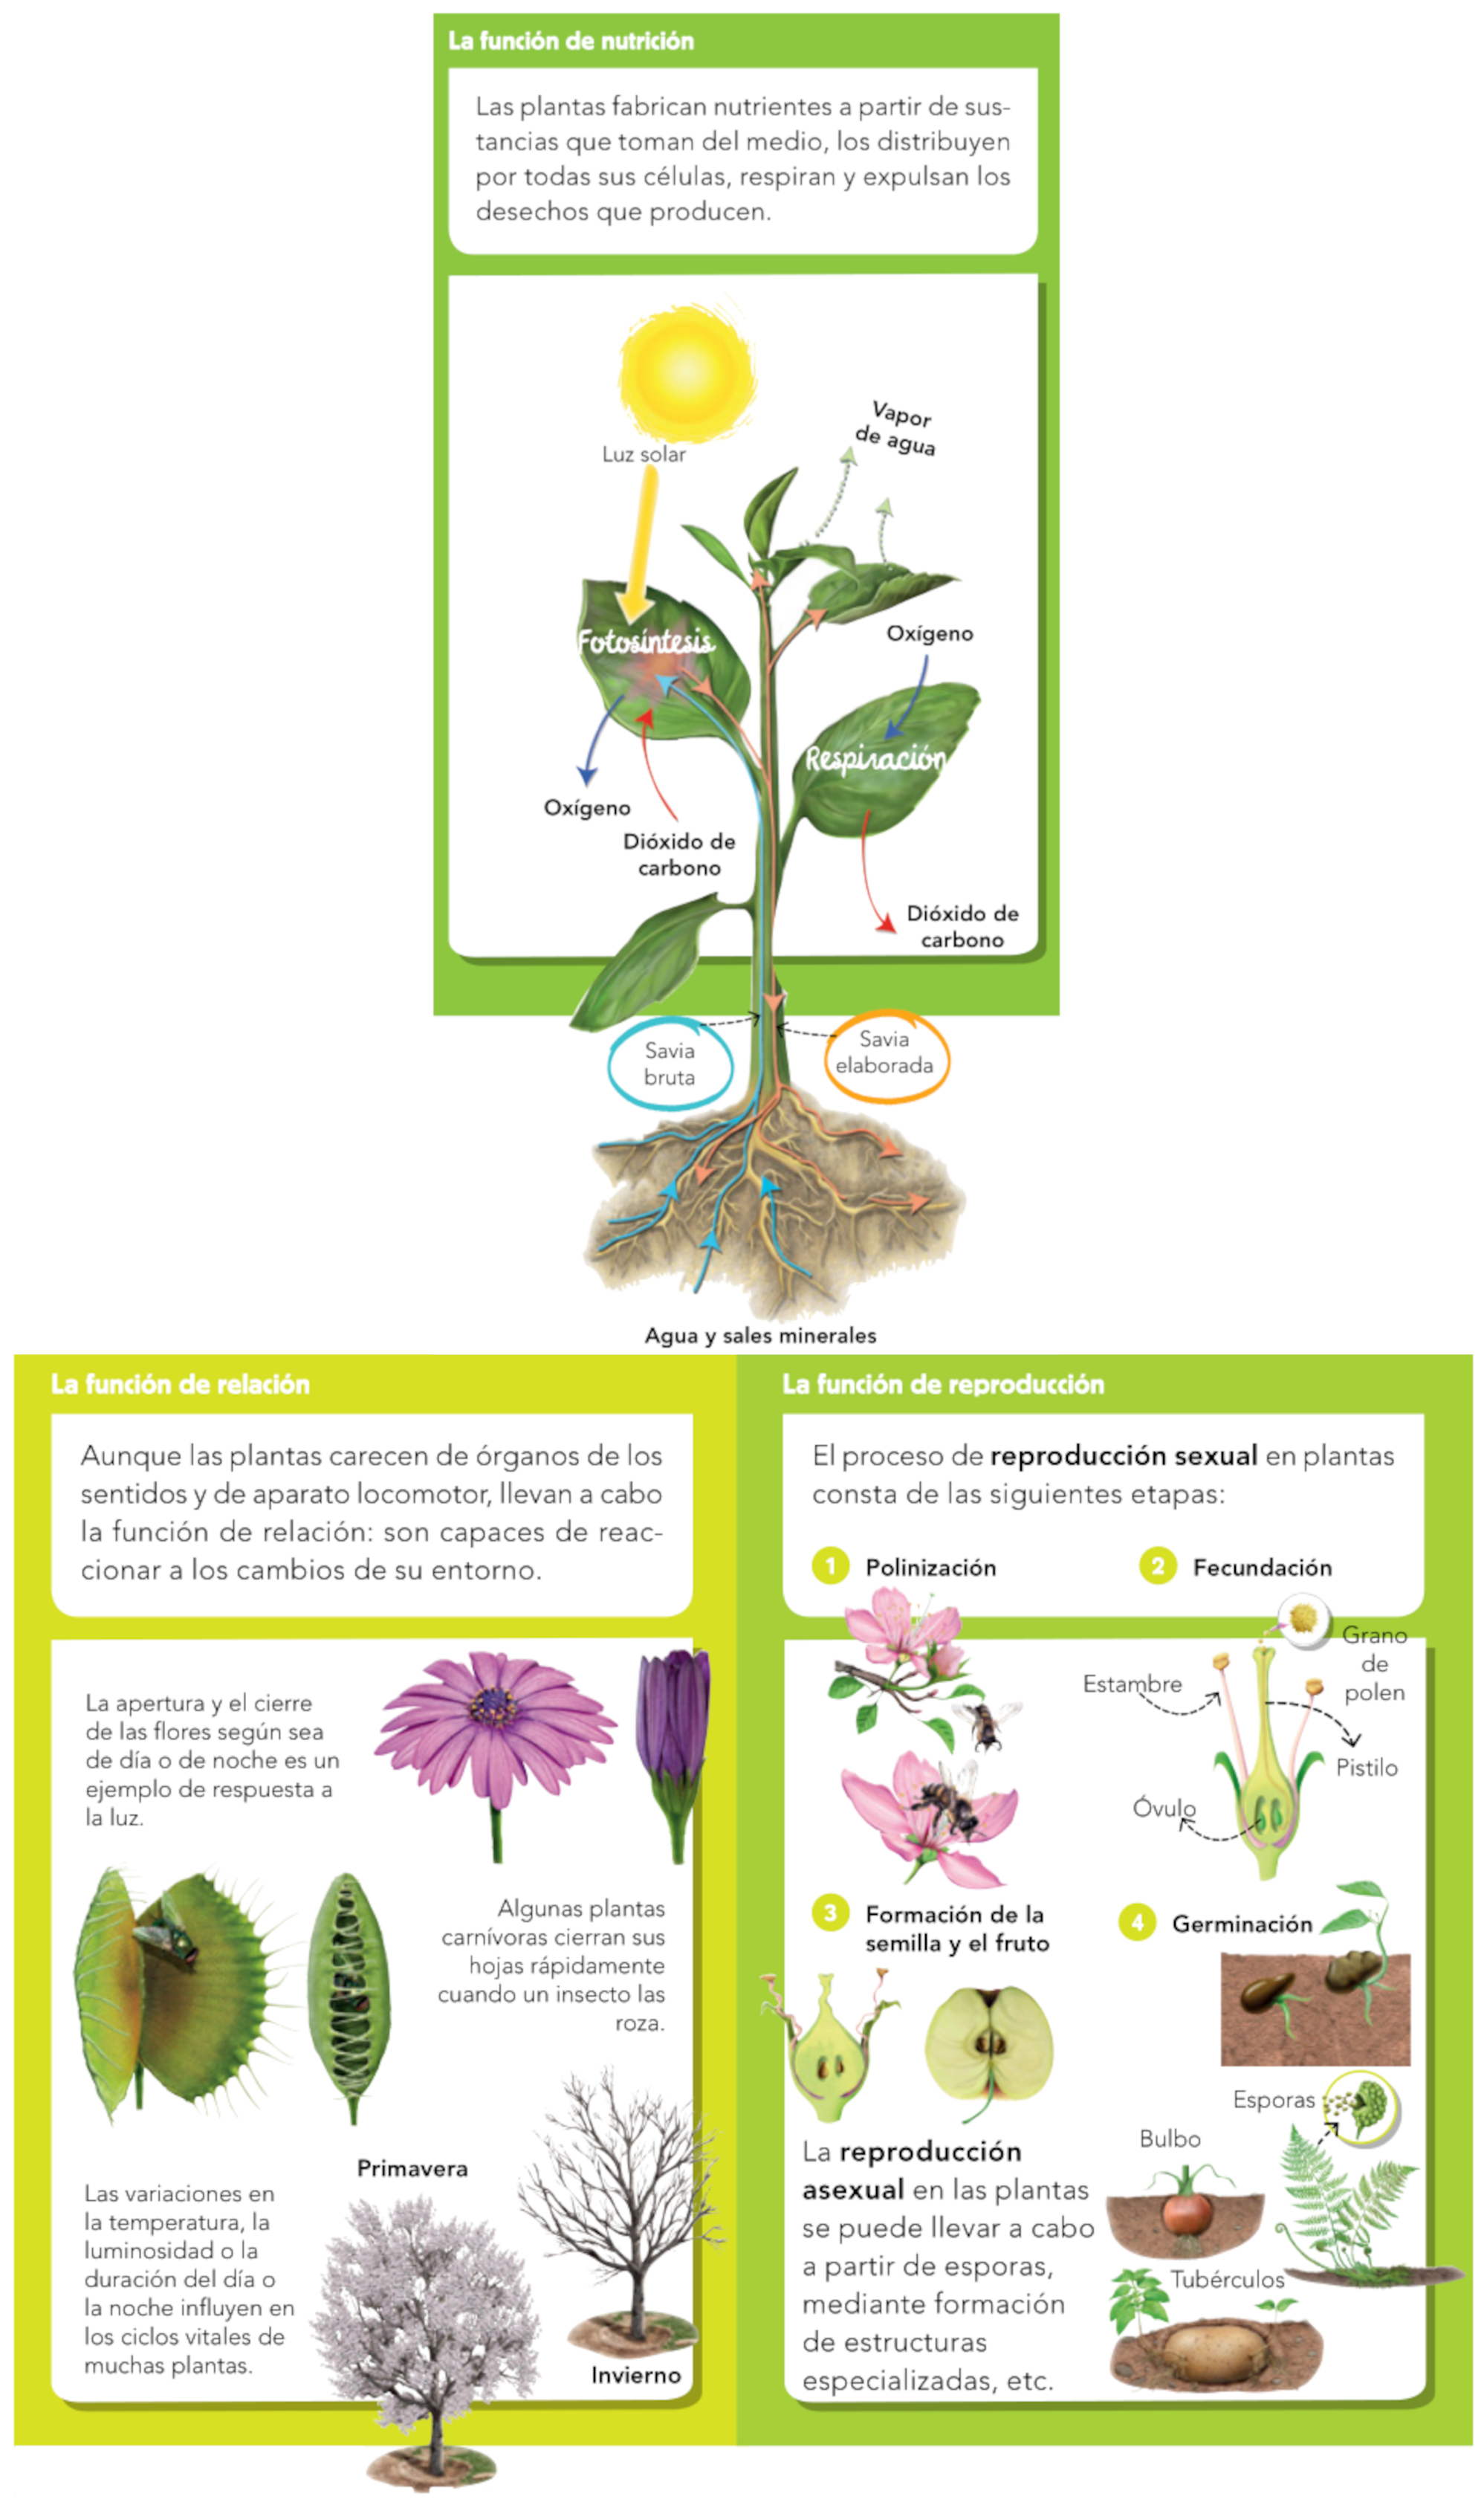 La función de nutrición
Las plantas fabrican nutrientes a partir de sus-
tancias que toman del medio, los distribuyen
por todas sus células, respiran y expulsan los
desechos que producen.
Luz solar
Vapor
de agua
Fotosíntesis
Oxígeno
Respiración
Oxígeno
Dióxido de
carbono
Dióxido de
carbono
Savia
bruta
Savia
elaborada
Agua y sales minerales
La función de relación
Aunque las plantas carecen de órganos de los
sentidos y de aparato locomotor, llevan a cabo
la función de relación: son capaces de reac-
cionar a los cambios de su entorno.
La apertura y el cierre
de las flores según sea
de día o de noche es un
ejemplo de respuesta a
la luz.
Algunas plantas
carnívoras cierran sus
hojas rápidamente
cuando un insecto las
roza.
Primavera
Las variaciones en
la temperatura, la
luminosidad o la
duración del día o
la noche influyen en
los ciclos vitales de
muchas plantas.
Invierno
La función de reproducción
El proceso de reproducción sexual en plantas
consta de las siguientes etapas:
1 Polinización
2 Fecundación
Grano
de
polen
Estambre
Pistilo
Óvulo
3 Formación de la
semilla y el fruto
4 Germinación
Esporas
Bulbo
Tubérculos
La reproducción
asexual en las plantas
se puede llevar a cabo
a partir de esporas,
mediante formación
de estructuras
especializadas, etc.